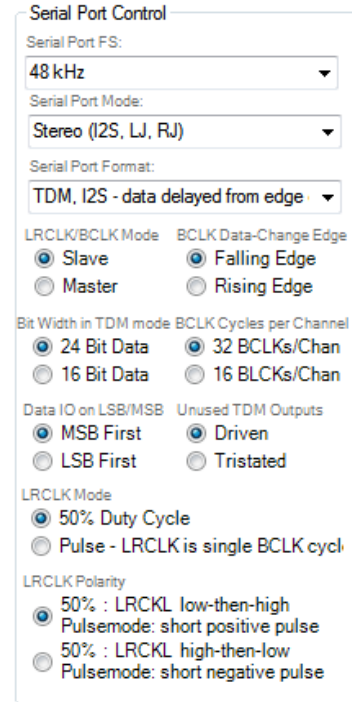 Serial Port Control
Serial Port FS:
48 kHz
Serial Port Mode:
Stereo (I2S, LJ, RJ)
Serial Port Format:
TDM, I2S - data delayed from edge
LRCLK/BCLK Mode BCLK Data-Change Edge
Slave Falling Edge
Master Rising Edge
Bit Width in TDM mode BCLK Cycles per Channel
24 Bit Data 32 BCLKs/Chan
16 Bit Data 16 BLCKs/Chan
Data IO on LSB/MSB Unused TDM Outputs
MSB First Driven
LSB First Tristated
LRCLK Mode
50% Duty Cycle
Pulse - LRCLK is single BCLK cycl
LRCLK Polarity
50% : LRCKL low-then-high
Pulsemode: short positive pulse
50% : LRCKL high-then-low
Pulsemode: short negative pulse